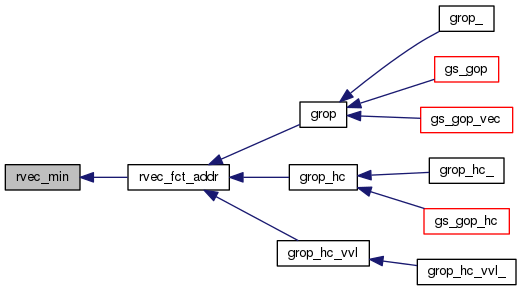 rvec_min
rvec_fct_addr
grop
grop_
gs_gop
gs_gop_vec
grop_hc
grop_hc_
gs_gop_hc
grop_hc_vvl
grop_hc_vvl_